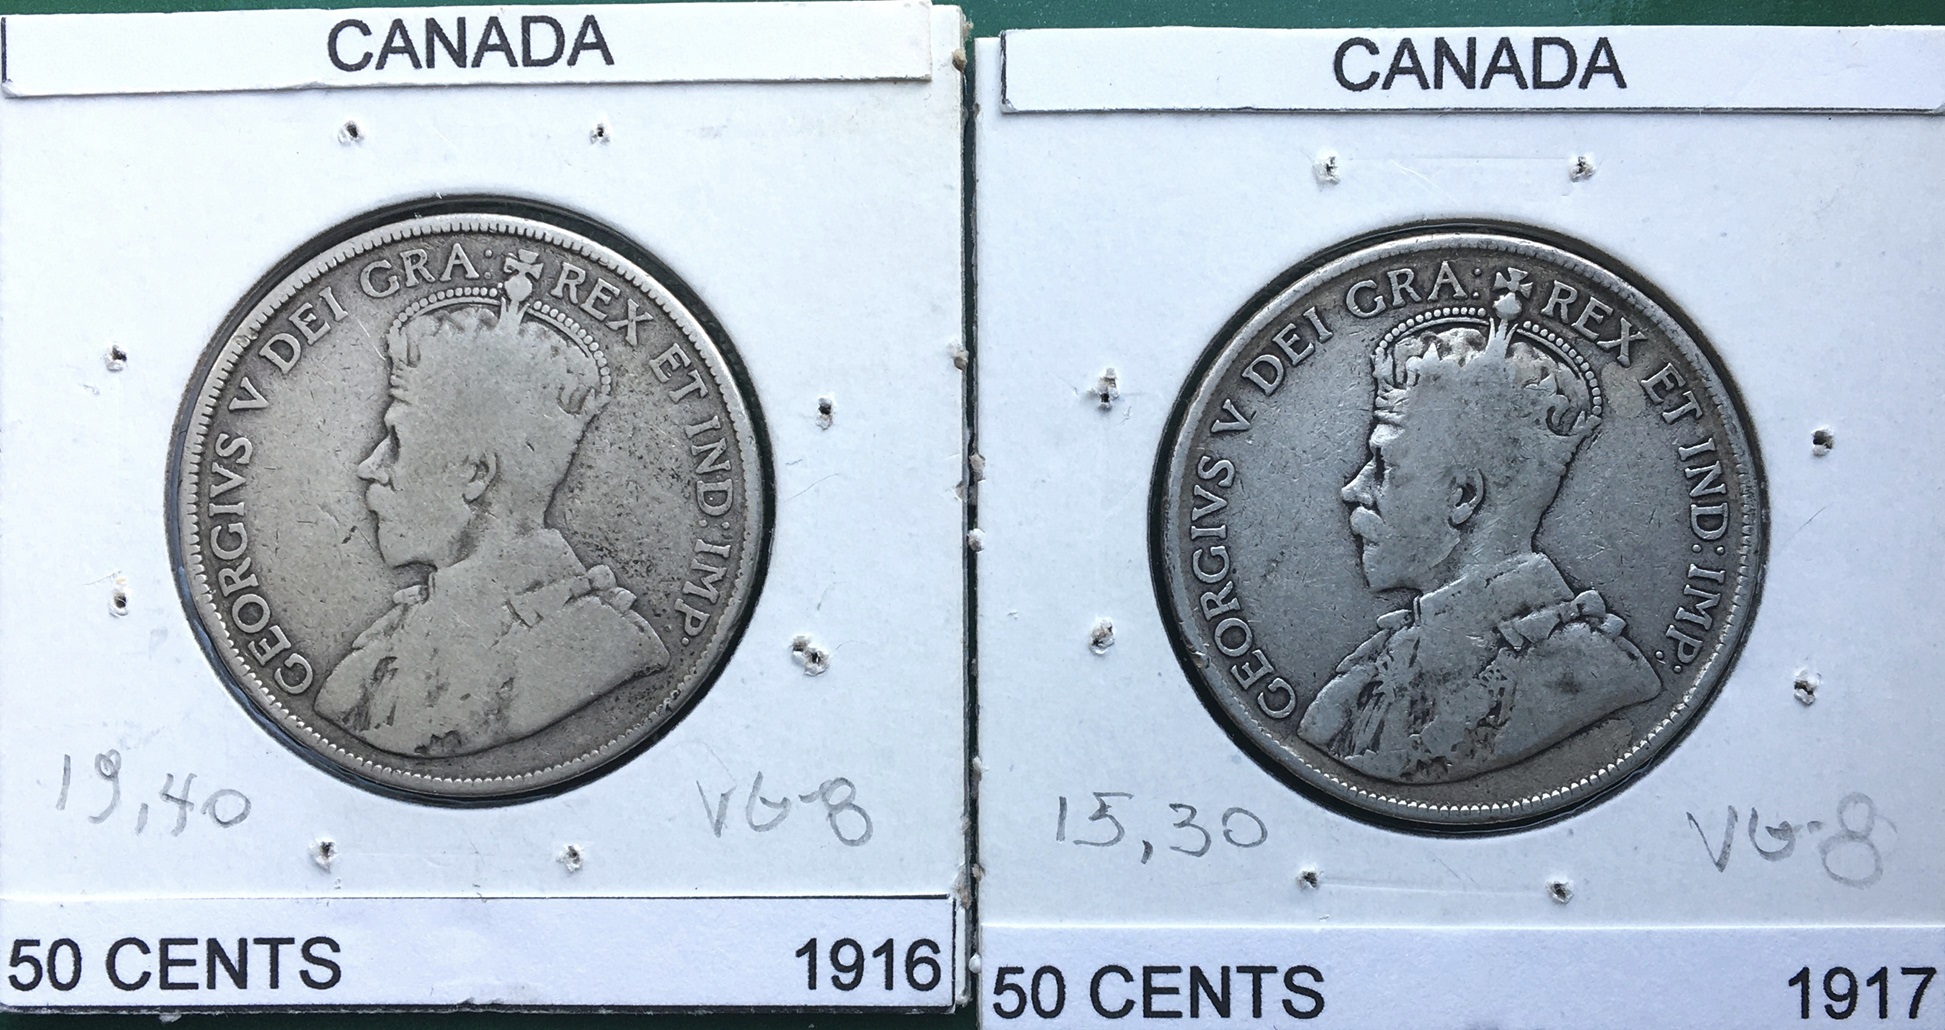 CANADA
GEORGIVS V DEI GRA: REX ET IND: IMP:
19,40 VG-8
50 CENTS 1916
CANADA
GEORGIVS V DEI GRA: REX ET IND: IMP:
15,30 VG-8
50 CENTS 1917